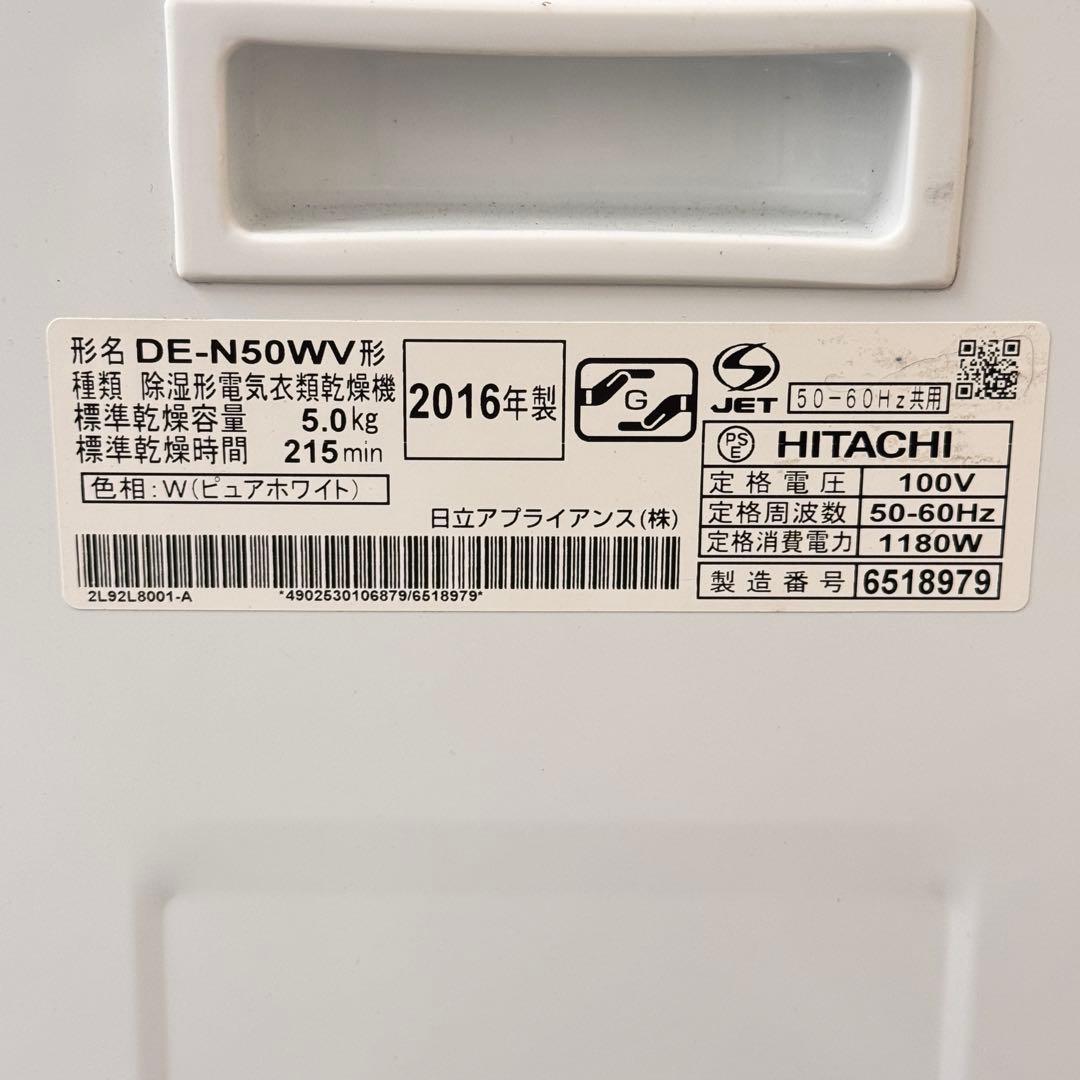 形名 DE-N50WV形
種類 除湿形電気衣類乾燥機
標準乾燥容量 5.0kg
標準乾燥時間 215min
色相:W(ピュアホワイト)
2016年製
G
S
JET
50-60Hz共用
PS
E
HITACHI
定格電圧 100V
定格周波数 50-60Hz
定格消費電力 1180W
製造番号 6518979
日立アプライアンス(株)
2L92L8001-A *4902530106879/6518979*